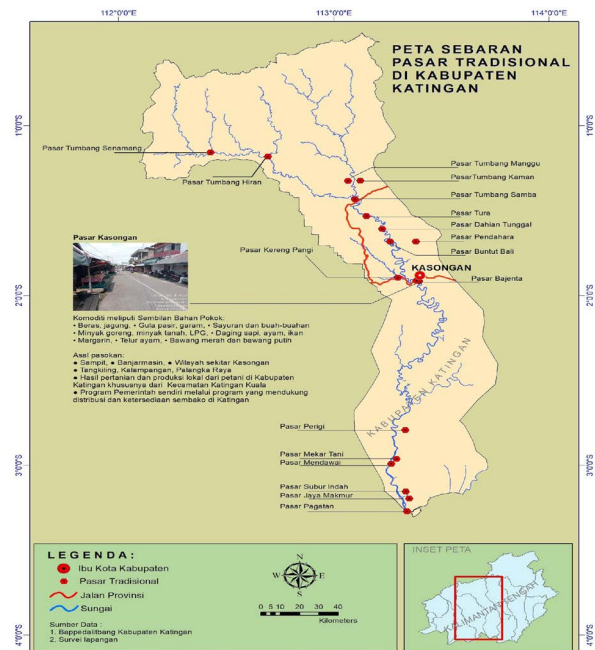 112°0'0"E
113°0'0"E
114°0'0"E
PETA SEBARAN
PASAR TRADISIONAL
DI KABUPATEN
KATINGAN
1°0'0"S
1°0'0"S
Pasar Tumbang Senamang
Pasar Tumbang Hiran
Pasar Tumbang Manggu
PasarTumbang Kaman
Pasar Tumbang Samba
Pasar Tura
Pasar Dahian Tunggal
Pasar Pendahara
Pasar Buntut Bali
Pasar Kasongan
Pasar Kereng Pangi
KASONGAN
Pasar Bajenta
2°0'0"S
2°0'0"S
Komoditi meliputi Sembilan Bahan Pokok:
• Beras, jagung, • Gula pasir, garam, • Sayuran dan buah-buahan
• Minyak goreng, minyak tanah, LPG, • Daging sapi, ayam, ikan
• Margarin, • Telur ayam, • Bawang merah dan bawang putih
Asal pasokan:
● Sampit, ● Banjarmasin, ● Wilayah sekitar Kasongan
● Tangkiling, Kalampangan, Palangka Raya
● Hasil pertanian dan produksi lokal dari petani di Kabupaten
Katingan khususnya dari Kecamatan Katingan Kuala
● Program Pemerintah sendiri melalui program yang mendukung
distribusi dan ketersediaan sembako di Katingan
KABUPATEN KATINGAN
Pasar Perigi
Pasar Mekar Tani
Pasar Mendawai
3°0'0"S
3°0'0"S
Pasar Subur Indah
Pasar Jaya Makmur
Pasar Pagatan
LEGENDA:
Ibu Kota Kabupaten
Pasar Tradisional
Jalan Provinsi
Sungai
Sumber Data :
1. Bappedalitbang Kabupaten Katingan
2. Survei lapangan
N
W
E
S
0 5 10 20 30 40
Kilometers
INSET PETA
KALIMANTAN TENGAH
4°0'0"S
4°0'0"S